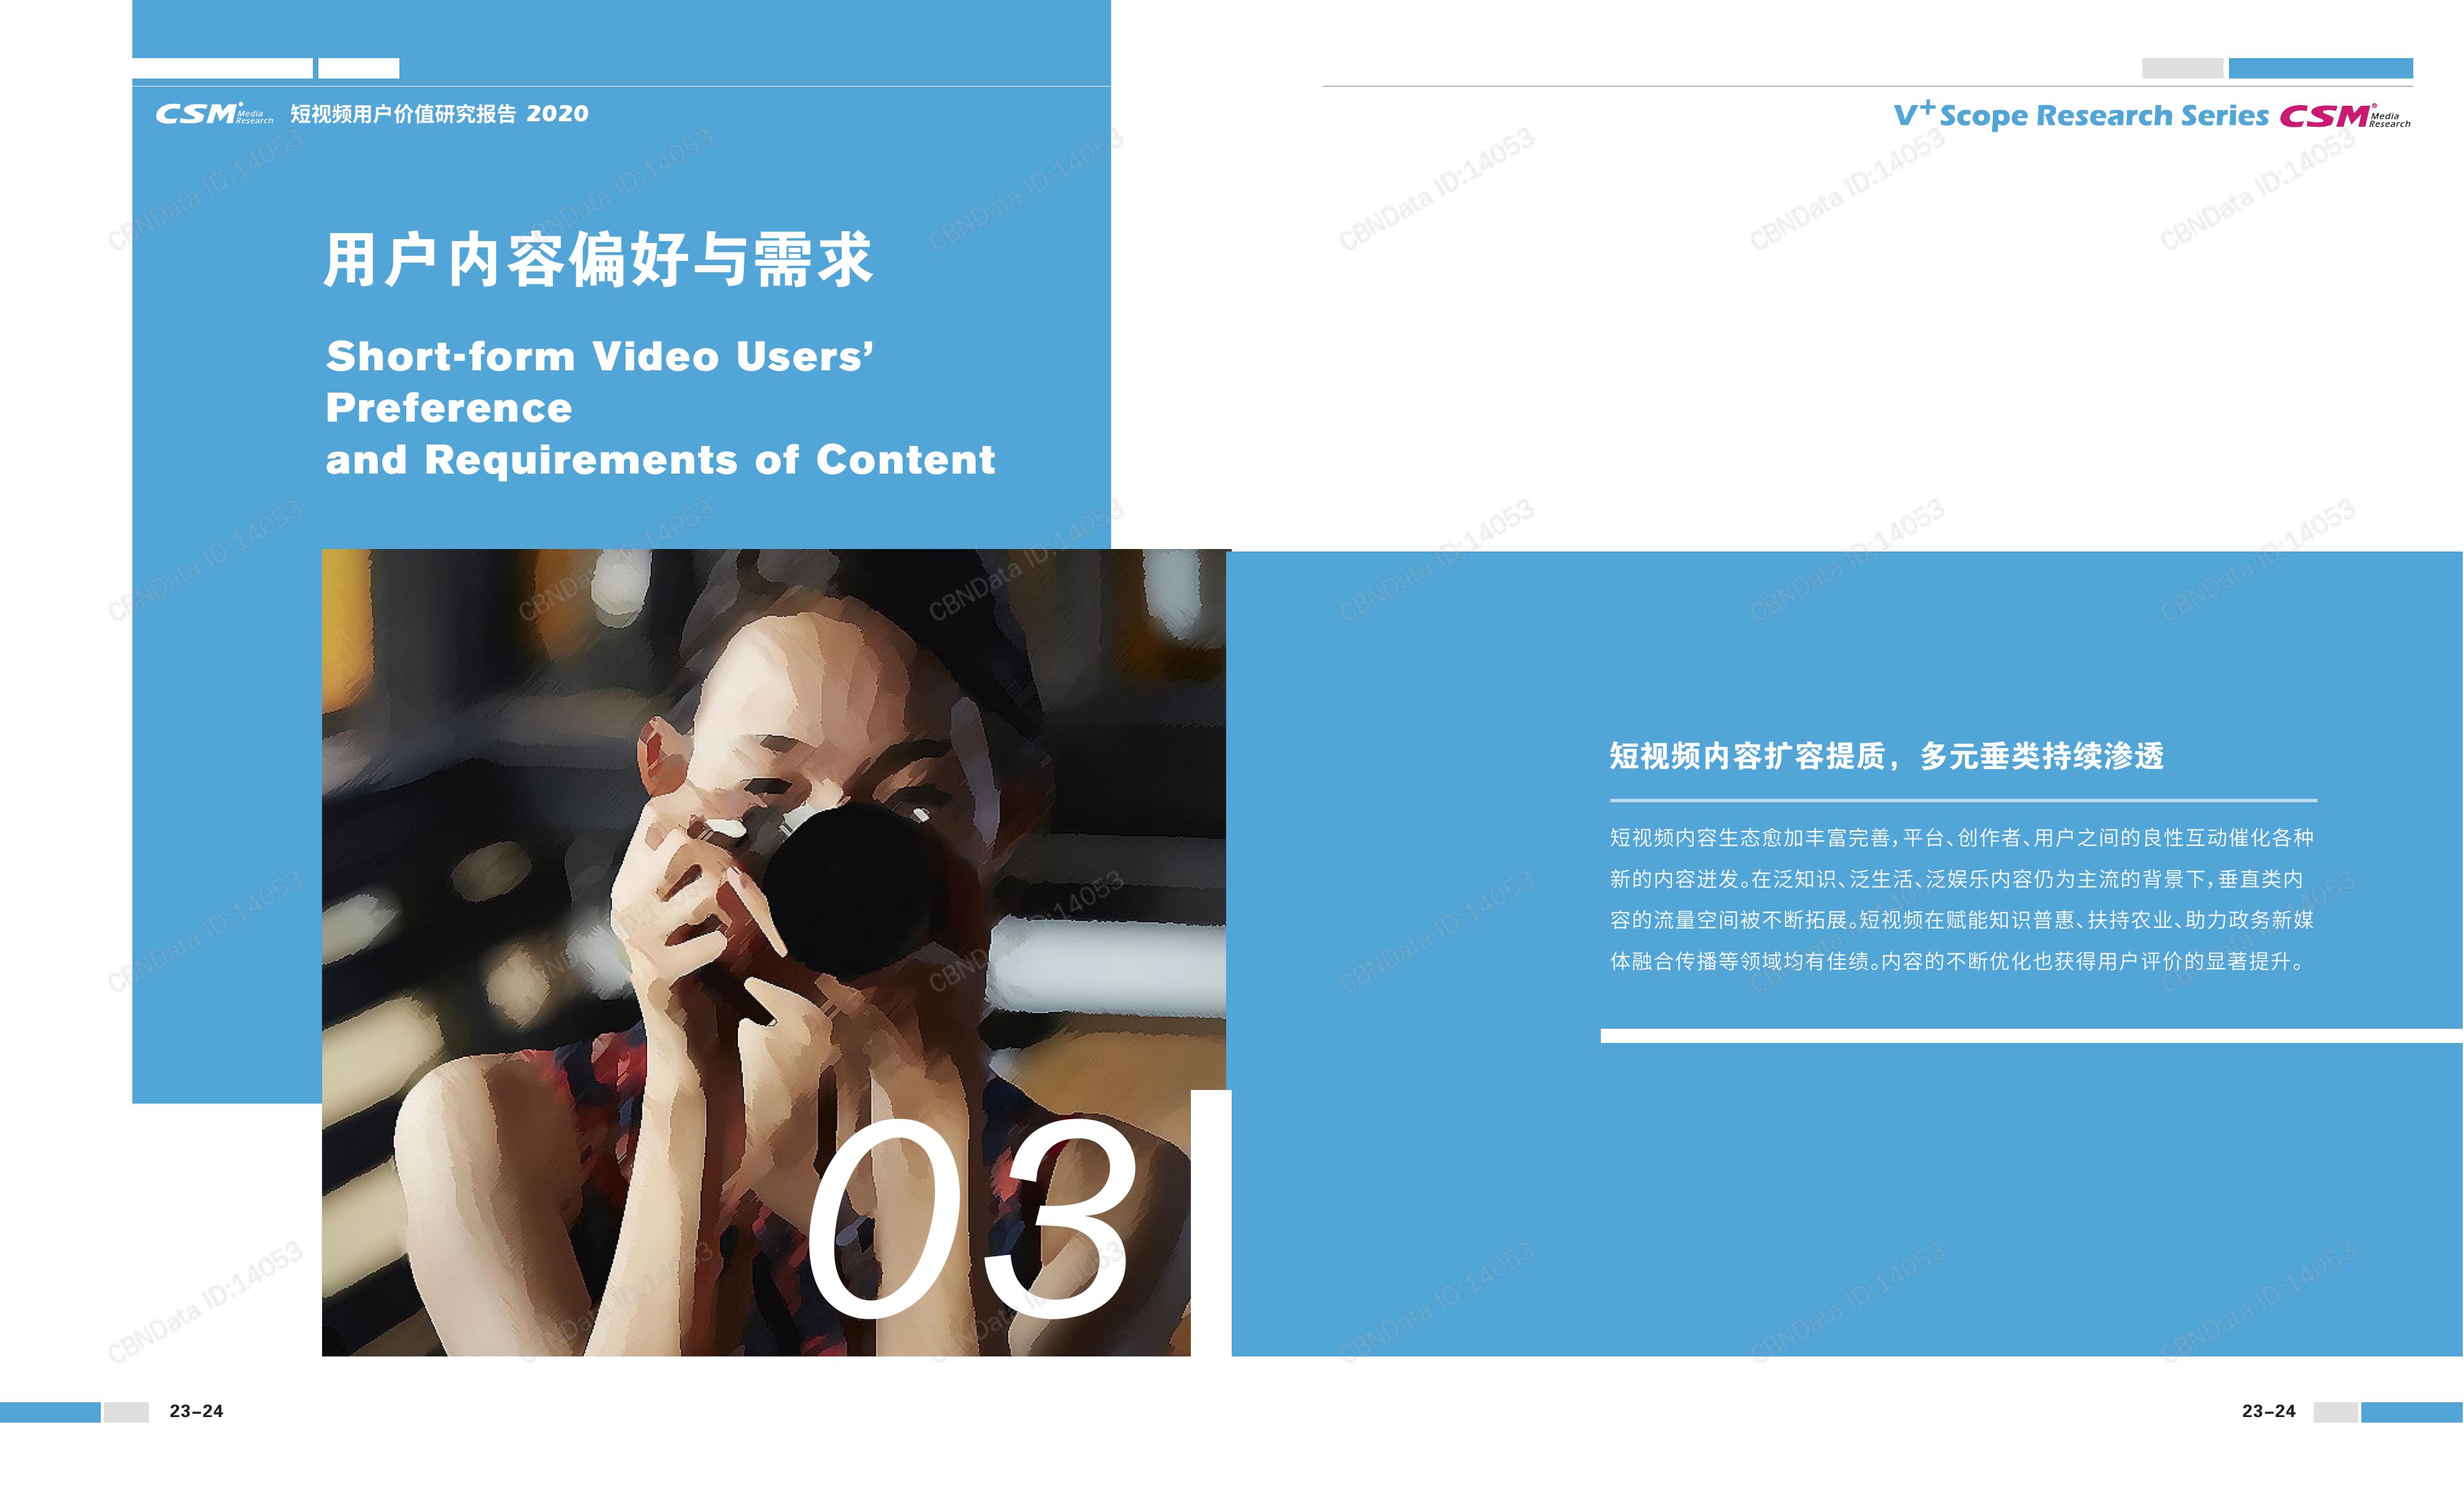 CSM Media Research 短视频用户价值研究报告 2020
V+Scope Research Series CSM Media Research
用户内容偏好与需求
Short-form Video Users’
Preference
and Requirements of Content
03
短视频内容扩容提质，多元垂类持续渗透
短视频内容生态愈加丰富完善，平台、创作者、用户之间的良性互动催化各种
新的内容迸发。在泛知识、泛生活、泛娱乐内容仍为主流的背景下，垂直类内
容的流量空间被不断拓展。短视频在赋能知识普惠、扶持农业、助力政务新媒
体融合传播等领域均有佳绩。内容的不断优化也获得用户评价的显著提升。
23–24
23–24
CBNData ID:14053